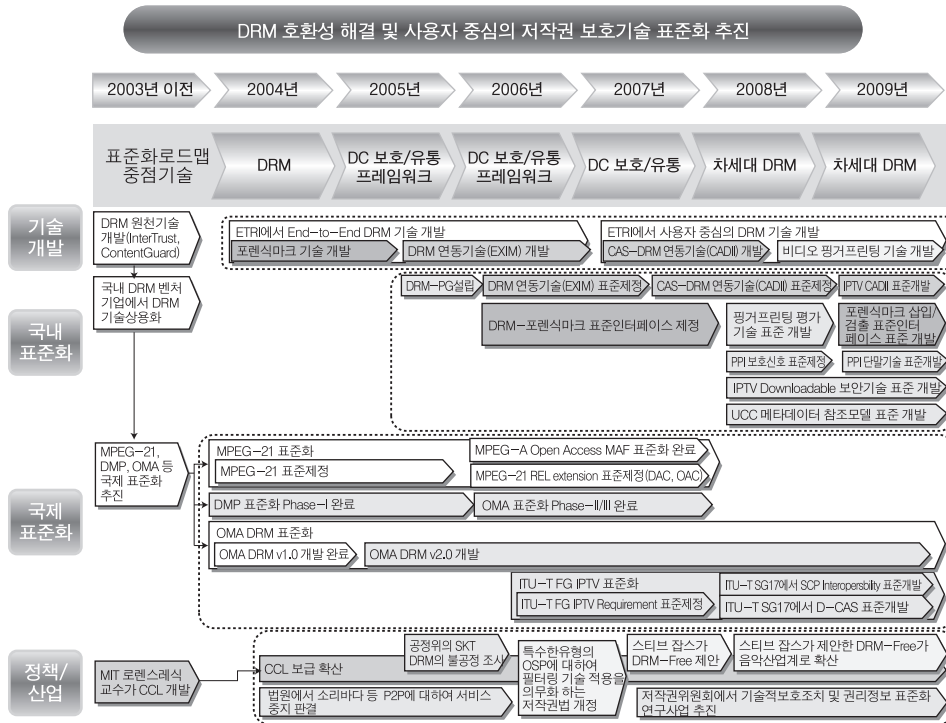 DRM 호환성 해결 및 사용자 중심의 저작권 보호기술 표준화 추진
2003년 이전
2004년
2005년
2006년
2007년
2008년
2009년
표준화로드맵
중점기술
DRM
DC 보호/유통
프레임워크
DC 보호/유통
프레임워크
DC 보호/유통
차세대 DRM
차세대 DRM
기술
개발
DRM 원천기술
개발(InterTrust,
ContentGuard)
ETRI에서 End-to-End DRM 기술 개발
포렌식마크 기술 개발
DRM 연동기술(EXIM) 개발
ETRI에서 사용자 중심의 DRM 기술 개발
CAS-DRM 연동기술(CADII) 개발
비디오 핑거프린팅 기술 개발
국내 DRM 벤처
기업에서 DRM
기술상용화
국내
표준화
DRM-PG설립
DRM 연동기술(EXIM) 표준제정
CAS-DRM 연동기술(CADII) 표준제정
IPTV CADII 표준개발
DRM-포렌식마크 표준인터페이스 제정
핑거프린팅 평가
기술 표준 개발
포렌식마크 삽입/
검출 표준인터
페이스 표준 개발
PPI 보호신호 표준제정
PPI 단말기술 표준개발
IPTV Downloadable 보안기술 표준 개발
UCC 메타데이터 참조모델 표준 개발
국제
표준화
MPEG-21,
DMP, OMA 등
국제 표준화
추진
MPEG-21 표준화
MPEG-21 표준제정
MPEG-A Open Access MAF 표준화 완료
MPEG-21 REL extension 표준제정(DAC, OAC)
DMP 표준화 Phase-I 완료
OMA 표준화 Phase-II/III 완료
OMA DRM 표준화
OMA DRM v1.0 개발 완료
OMA DRM v2.0 개발
ITU-T FG IPTV 표준화
ITU-T FG IPTV Requirement 표준제정
ITU-T SG17에서 SCP Interopersbility 표준개발
ITU-T SG17에서 D-CAS 표준개발
정책/
산업
MIT 로렌스레식
교수가 CCL 개발
CCL 보급 확산
공정위의 SKT
DRM의 불공정 조사
법원에서 소리바다 등 P2P에 대하여 서비스
중지 판결
특수한유형의
OSP에 대하여
필터링 기술 적용을
의무화 하는
저작권법 개정
스티브 잡스가
DRM-Free 제안
스티브 잡스가 제안한 DRM-Free가
음악산업계로 확산
저작권위원회에서 기술적보호조치 및 권리정보 표준화
연구사업 추진